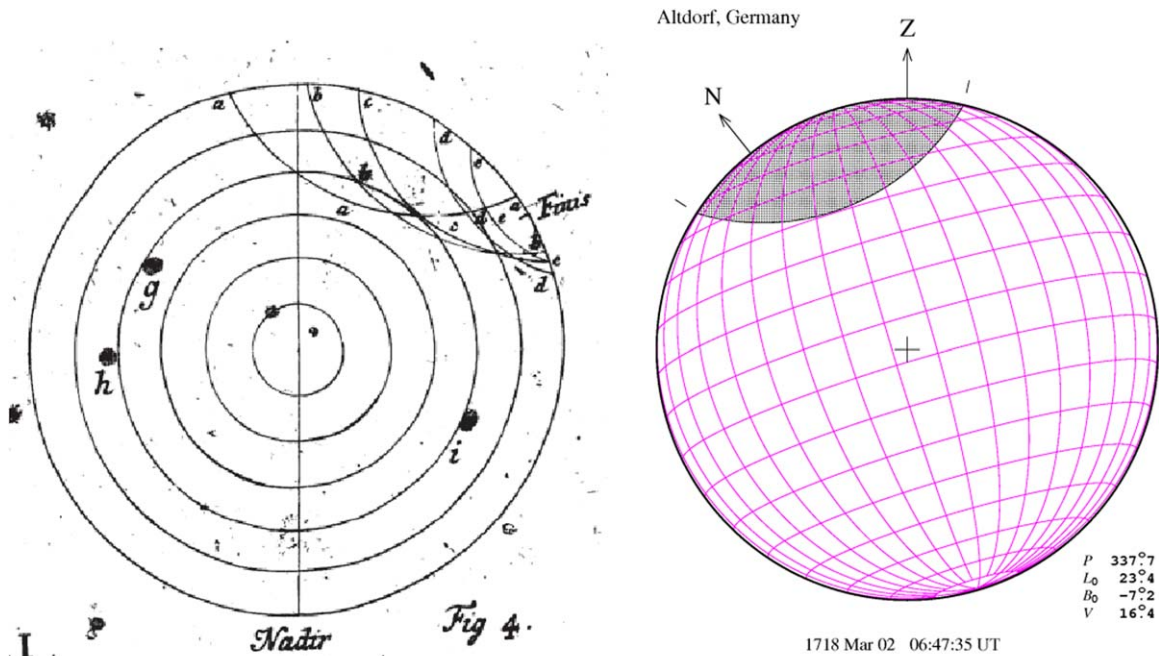 Altdorf, Germany
Z
N
a
b
c
d
e
b
a
c
d
e
a
Finis
b
c
d
g
h
i
P 337°.7
L0 23°.4
B0 -7°.2
V 16°.4
Fig 4.
Nadir
1718 Mar 02 06:47:35 UT